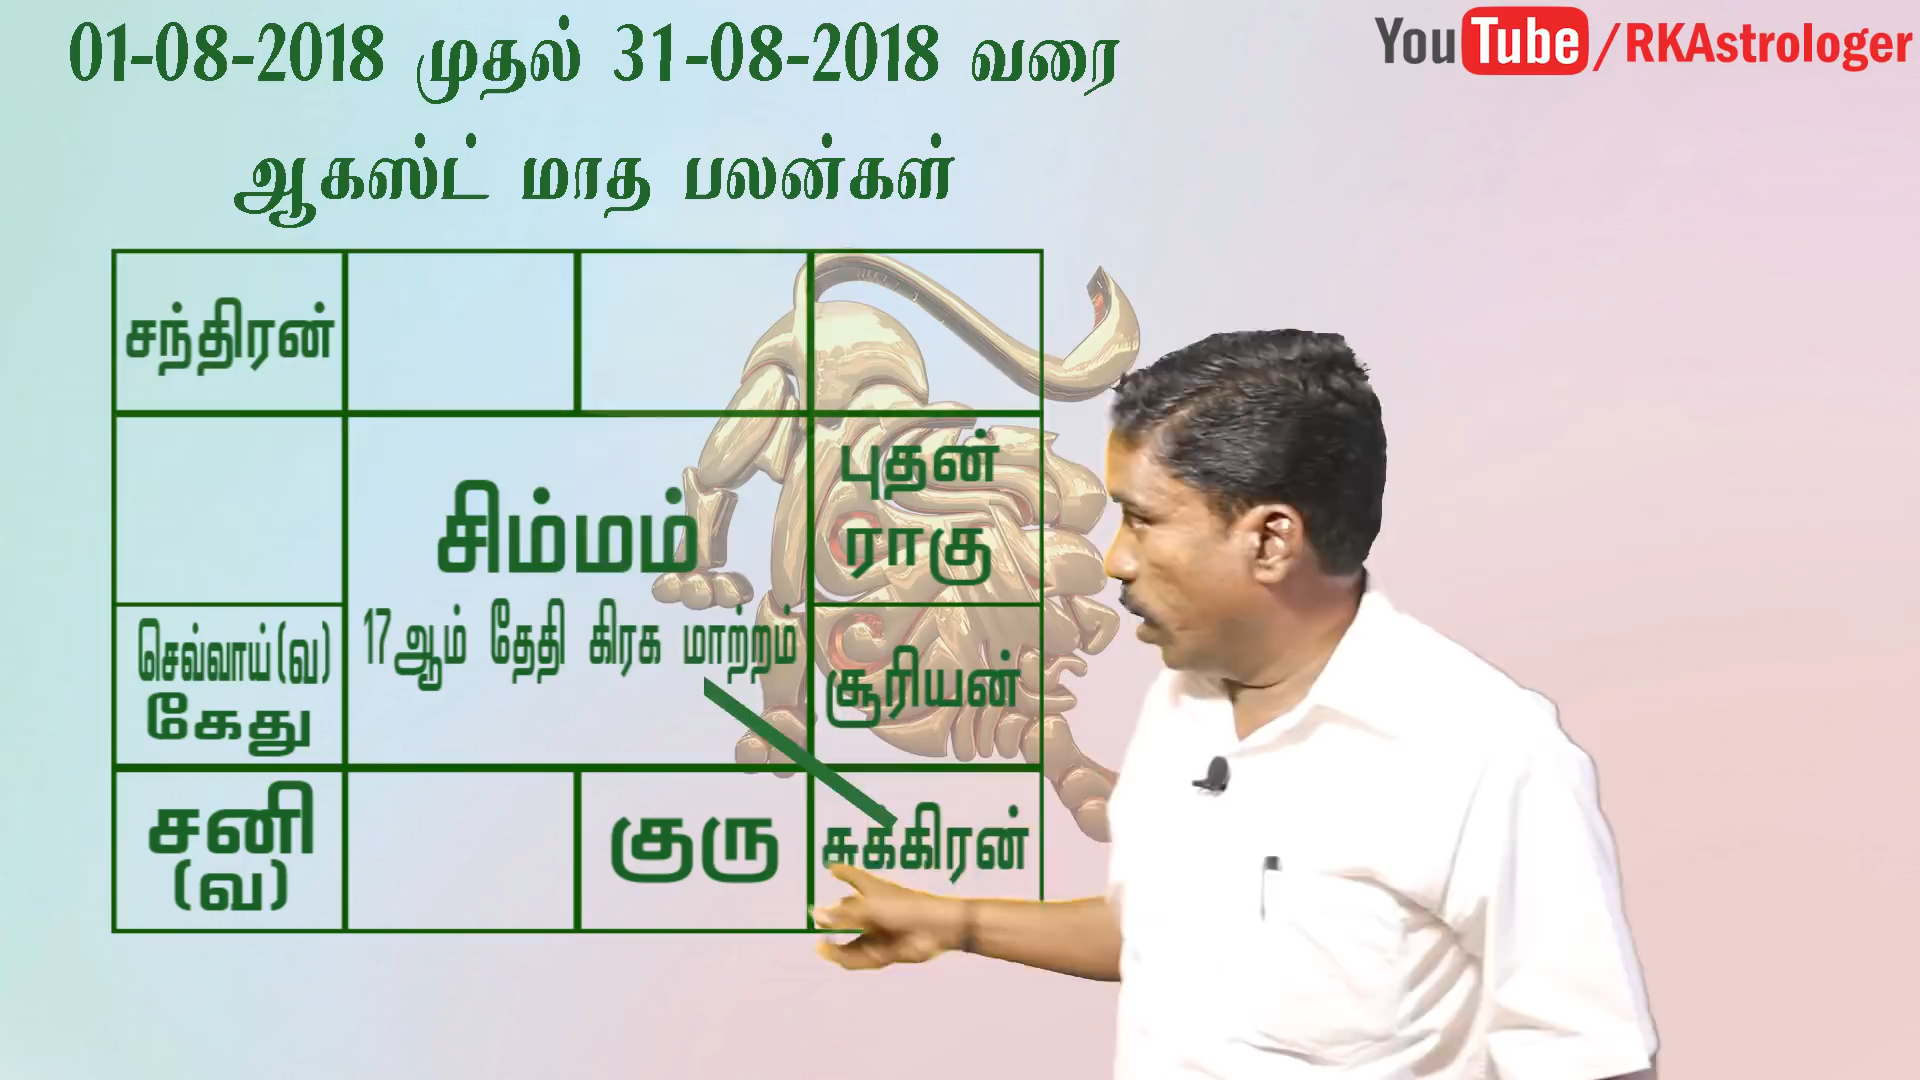 01-08-2018 முதல் 31-08-2018 வரை
YouTube/RKAstrologer
ஆகஸ்ட் மாத பலன்கள்
சந்திரன்
புதன்
ராகு
சிம்மம்
17ஆம் தேதி கிரக மாற்றம்
செவ்வாய்(வ)
கேது
சூரியன்
சனி
(வ)
குரு
சுக்கிரன்